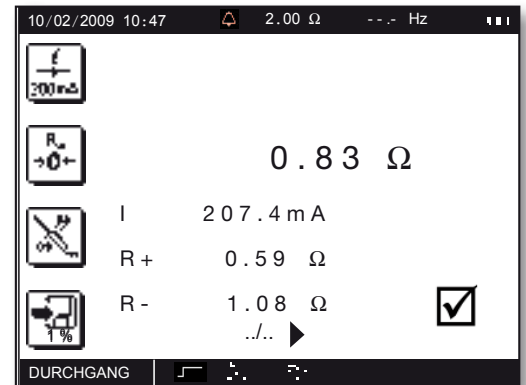 10/02/2009 10:47 2.00 Ω - -.- Hz
200mA
R
→0←
0.83 Ω
I 207.4mA
R+ 0.59 Ω
R- 1.08 Ω
1 %
../..
DURCHGANG